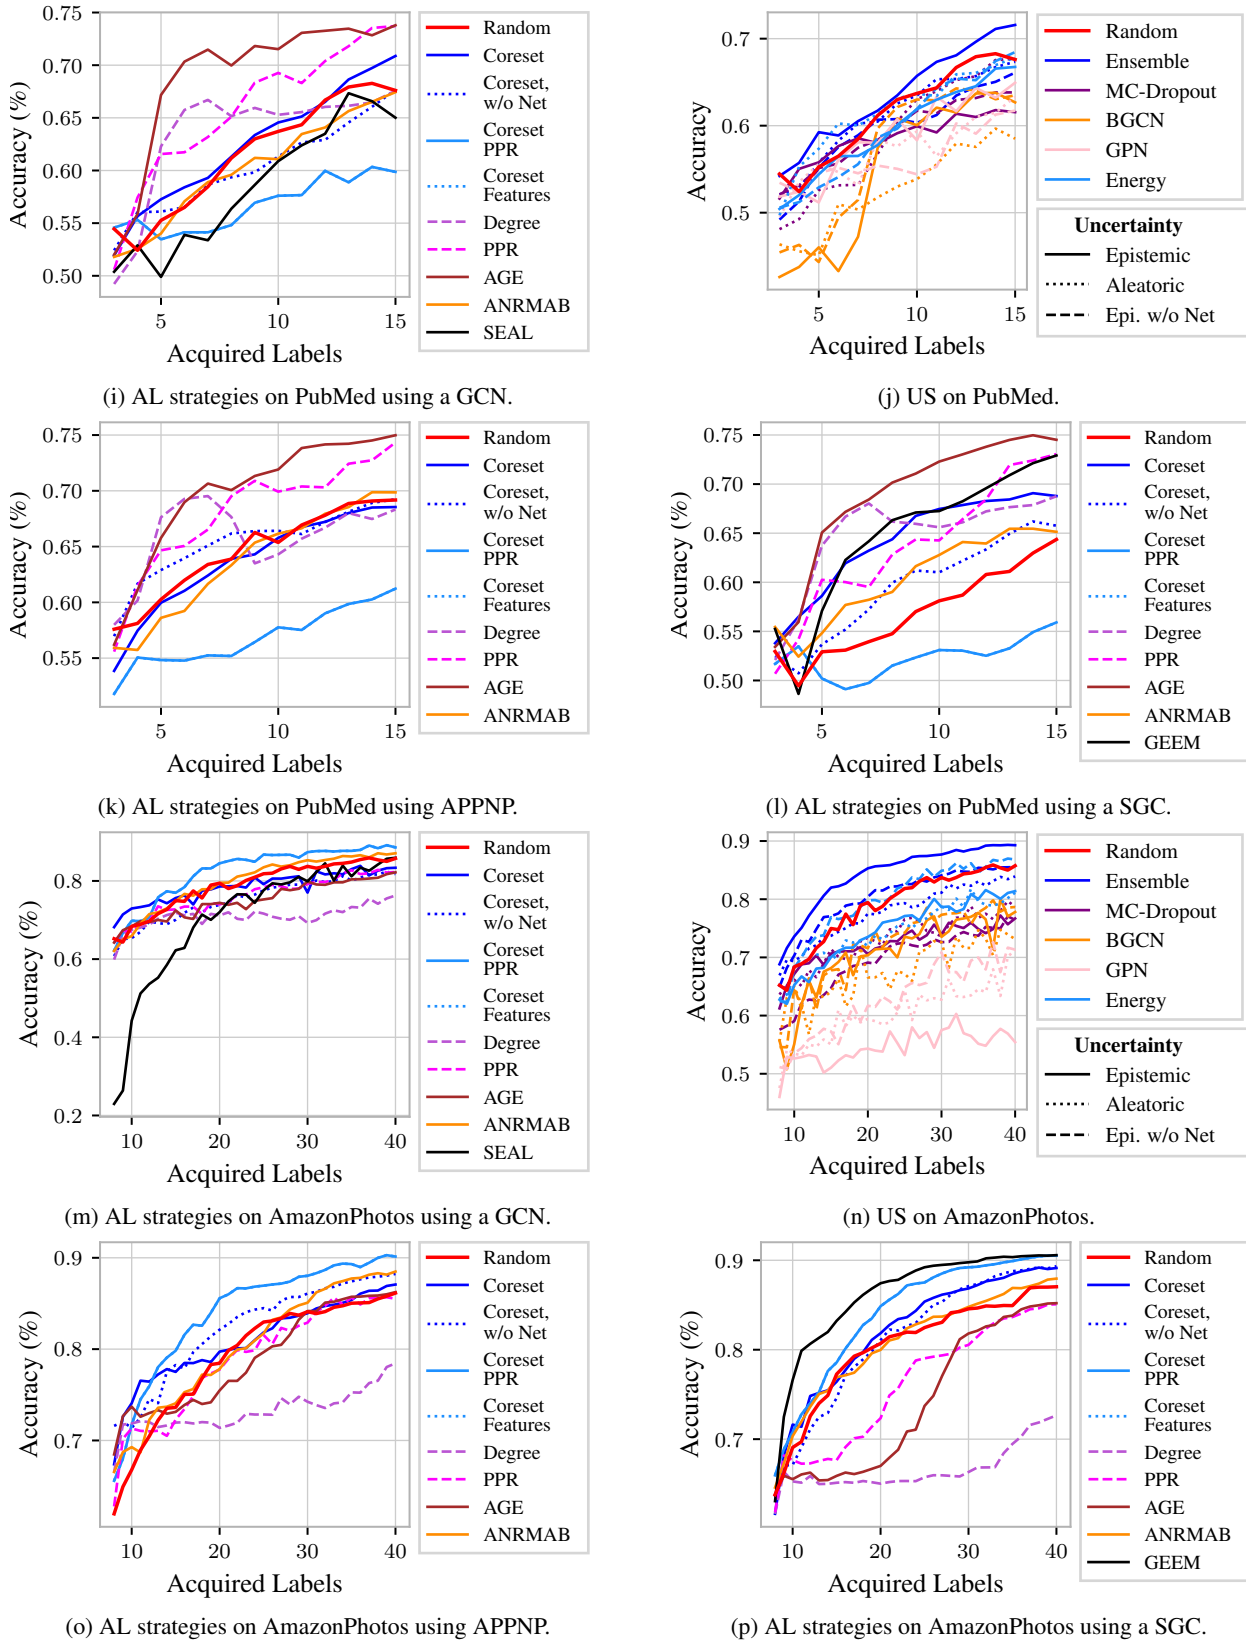 0.75
0.70
0.65
0.60
0.55
0.50
Accuracy (%)
5
10
15
Acquired Labels
Random
Coreset
Coreset,
w/o Net
Coreset
PPR
Coreset
Features
Degree
PPR
AGE
ANRMAB
SEAL
(i) AL strategies on PubMed using a GCN.
0.7
0.6
0.5
Accuracy
5
10
15
Acquired Labels
Random
Ensemble
MC-Dropout
BGCN
GPN
Energy
Uncertainty
Epistemic
Aleatoric
Epi. w/o Net
(j) US on PubMed.
0.75
0.70
0.65
0.60
0.55
Accuracy (%)
5
10
15
Acquired Labels
Random
Coreset
Coreset,
w/o Net
Coreset
PPR
Coreset
Features
Degree
PPR
AGE
ANRMAB
(k) AL strategies on PubMed using APPNP.
0.75
0.70
0.65
0.60
0.55
0.50
Accuracy (%)
5
10
15
Acquired Labels
Random
Coreset
Coreset,
w/o Net
Coreset
PPR
Coreset
Features
Degree
PPR
AGE
ANRMAB
GEEM
(l) AL strategies on PubMed using a SGC.
0.8
0.6
0.4
0.2
Accuracy (%)
10
20
30
40
Acquired Labels
Random
Coreset
Coreset,
w/o Net
Coreset
PPR
Coreset
Features
Degree
PPR
AGE
ANRMAB
SEAL
(m) AL strategies on AmazonPhotos using a GCN.
0.9
0.8
0.7
0.6
0.5
Accuracy
10
20
30
40
Acquired Labels
Random
Ensemble
MC-Dropout
BGCN
GPN
Energy
Uncertainty
Epistemic
Aleatoric
Epi. w/o Net
(n) US on AmazonPhotos.
0.9
0.8
0.7
Accuracy (%)
10
20
30
40
Acquired Labels
Random
Coreset
Coreset,
w/o Net
Coreset
PPR
Coreset
Features
Degree
PPR
AGE
ANRMAB
(o) AL strategies on AmazonPhotos using APPNP.
0.9
0.8
0.7
Accuracy (%)
10
20
30
40
Acquired Labels
Random
Coreset
Coreset,
w/o Net
Coreset
PPR
Coreset
Features
Degree
PPR
AGE
ANRMAB
GEEM
(p) AL strategies on AmazonPhotos using a SGC.